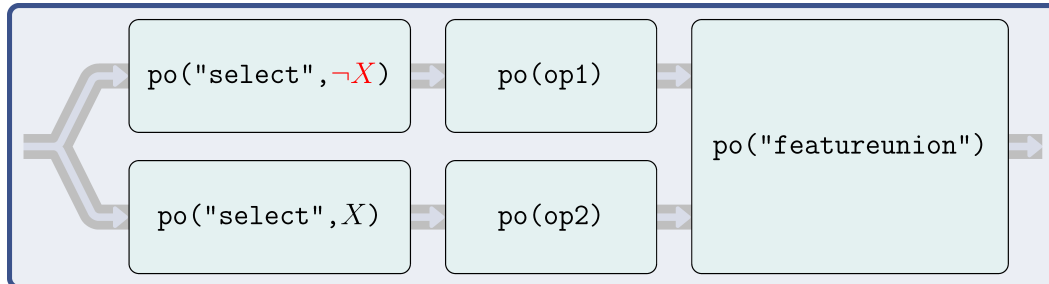 po("select",¬X)
po(op1)
po("featureunion")
po("select",X)
po(op2)